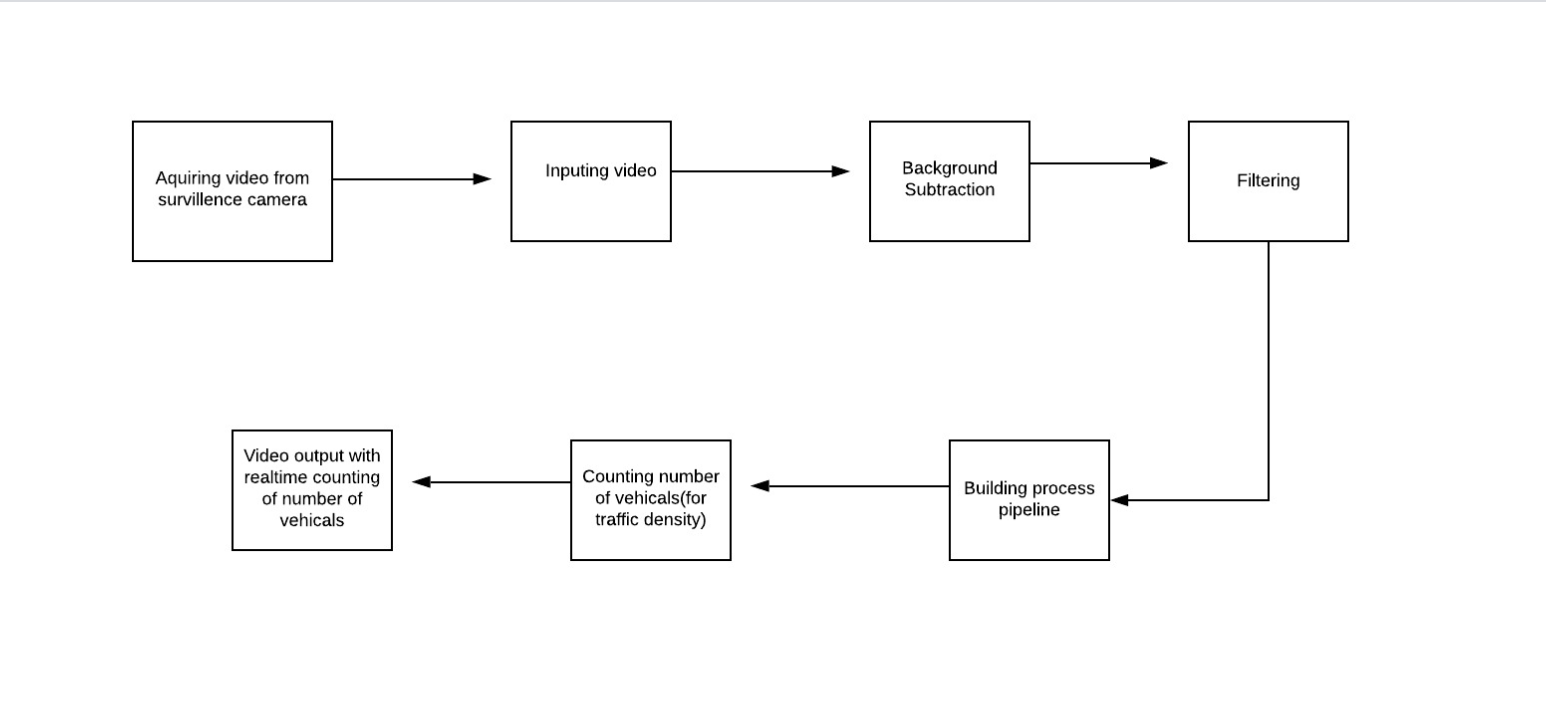 Aquiring video from
survillence camera
Inputing video
Background
Subtraction
Filtering
Building process
pipeline
Counting number
of vehicals(for
traffic density)
Video output with
realtime counting
of number of
vehicals